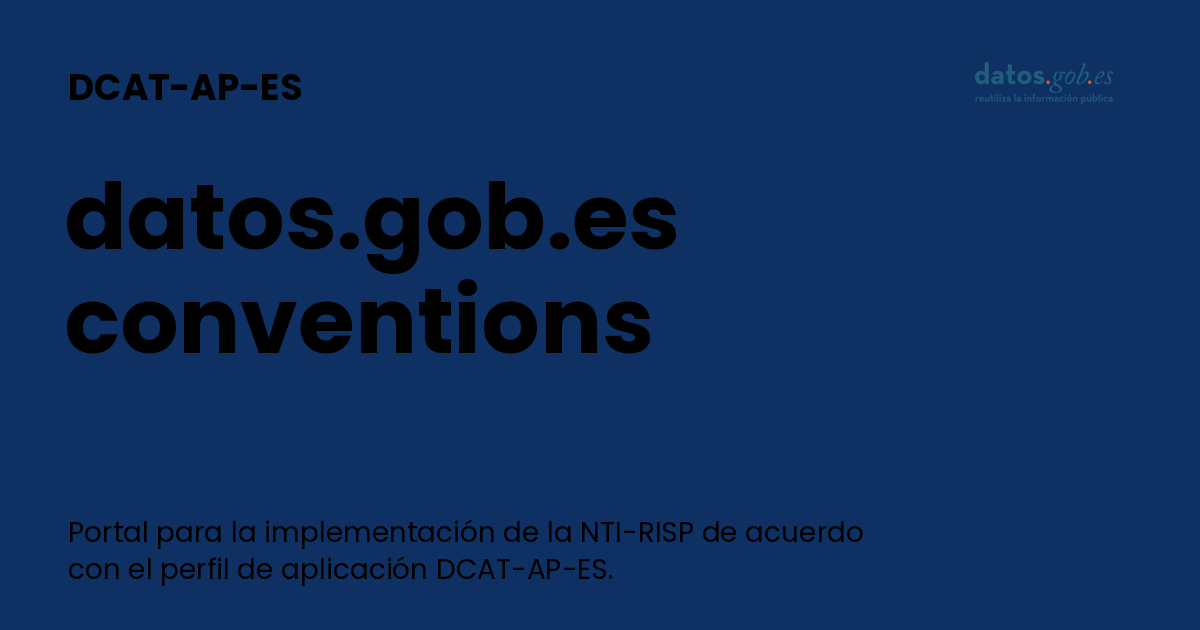 DCAT-AP-ES
datos.gob.es
reutiliza la información pública
datos.gob.es
conventions
Portal para la implementación de la NTI-RISP de acuerdo
con el perfil de aplicación DCAT-AP-ES.